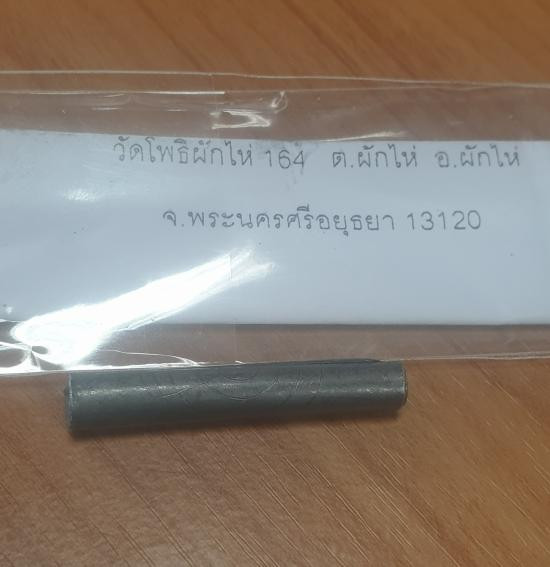 วัดโพธิ์ผักไห่ 164 ต.ผักไห่ อ.ผักไห่
จ.พระนครศรีอยุธยา 13120